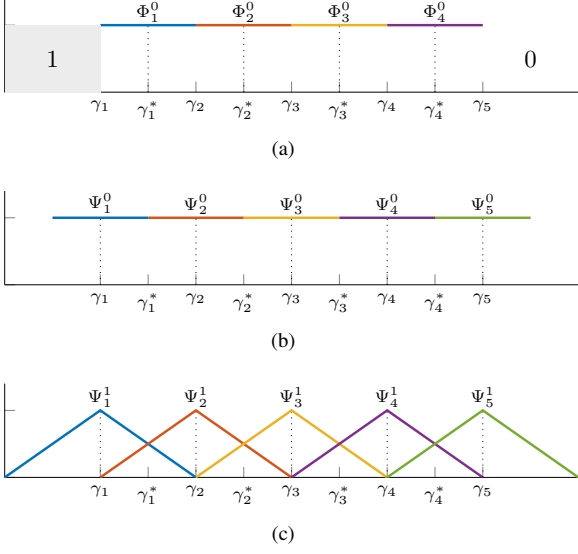 Φ₁⁰ Φ₂⁰ Φ₃⁰ Φ₄⁰
1 0
γ₁ γ₁* γ₂ γ₂* γ₃ γ₃* γ₄ γ₄* γ₅
(a)
Ψ₁⁰ Ψ₂⁰ Ψ₃⁰ Ψ₄⁰ Ψ₅⁰
γ₁ γ₁* γ₂ γ₂* γ₃ γ₃* γ₄ γ₄* γ₅
(b)
Ψ₁¹ Ψ₂¹ Ψ₃¹ Ψ₄¹ Ψ₅¹
γ₁ γ₁* γ₂ γ₂* γ₃ γ₃* γ₄ γ₄* γ₅
(c)